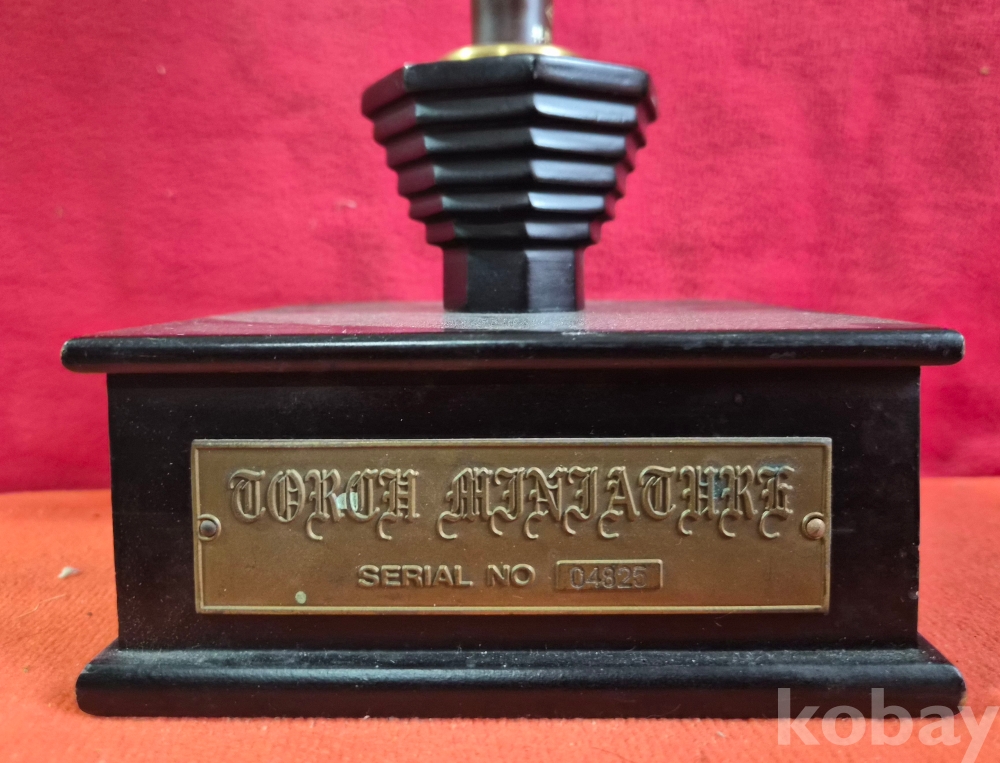 TORCH MINIATURE
SERIAL NO 04825
kobay